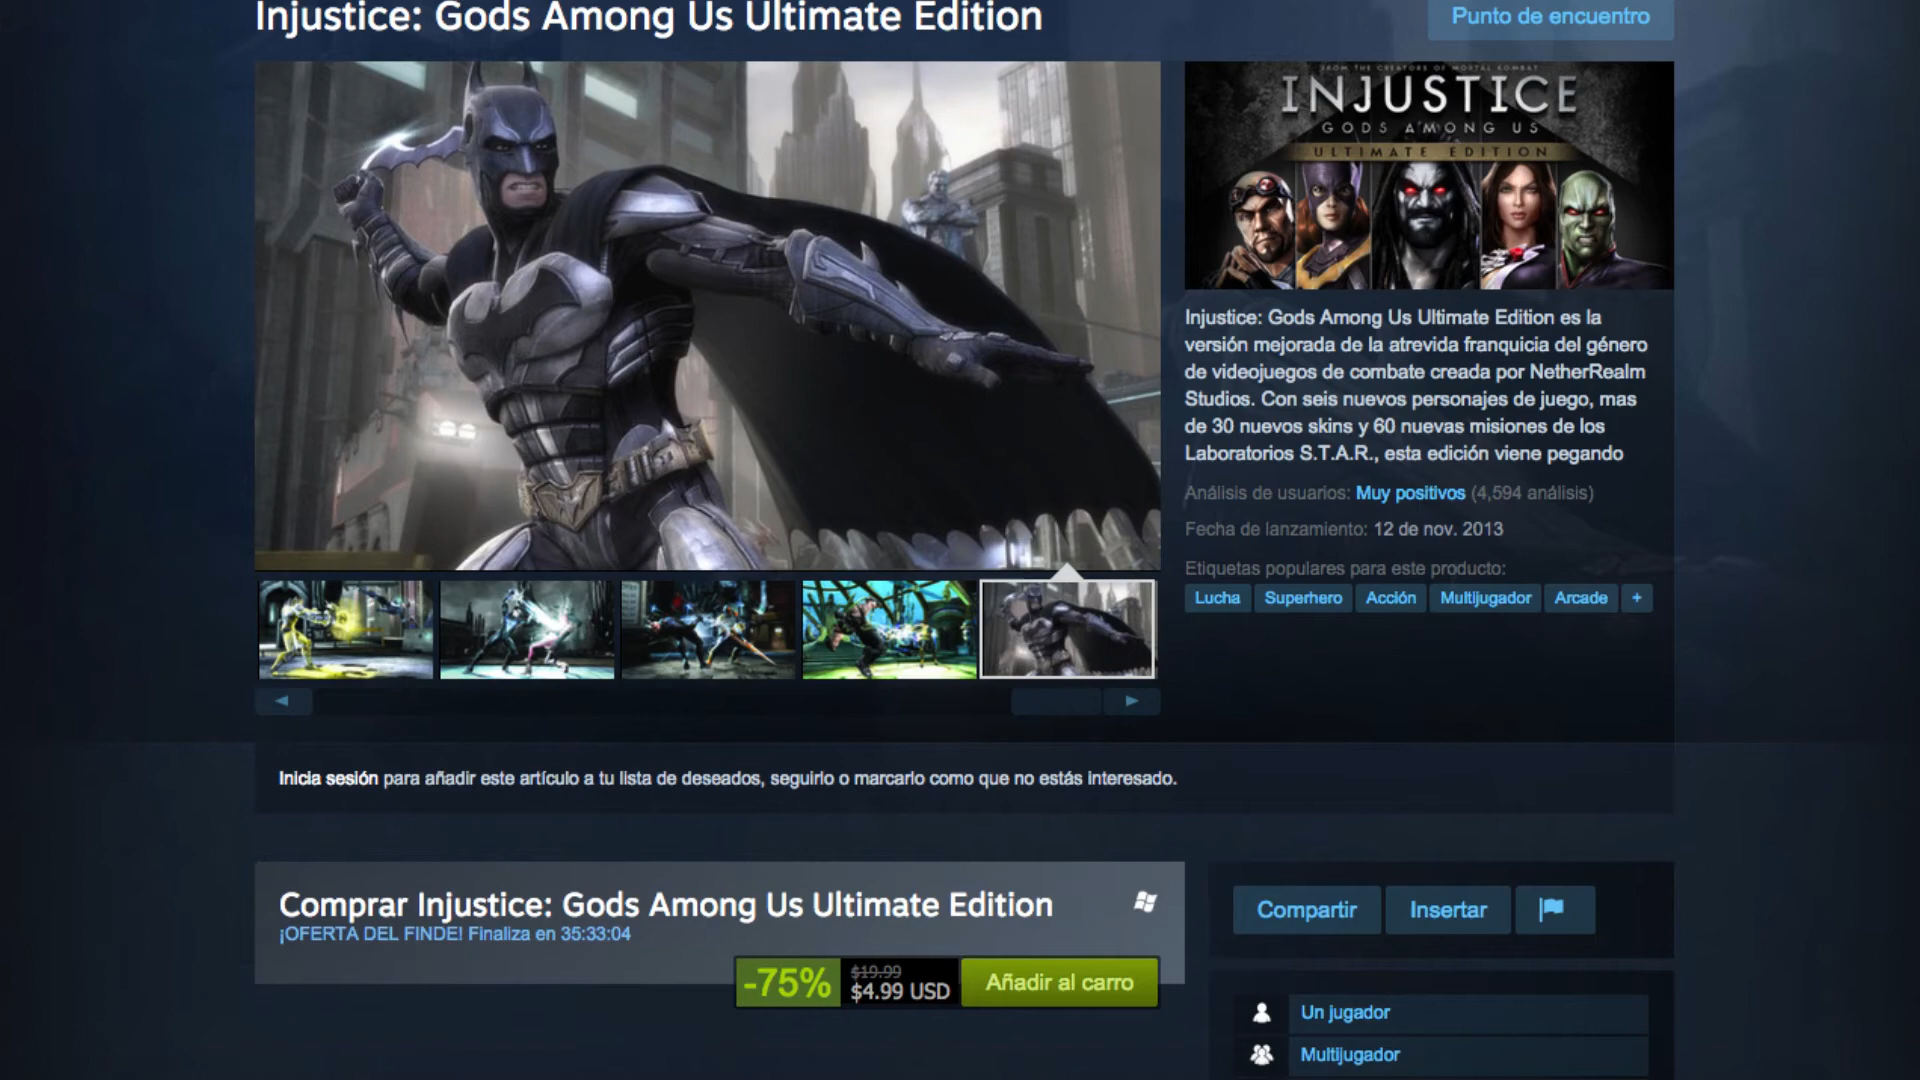 Injustice: Gods Among Us Ultimate Edition
Punto de encuentro
FROM THE CREATORS OF MORTAL KOMBAT
INJUSTICE
GODS AMONG US
ULTIMATE EDITION
Injustice: Gods Among Us Ultimate Edition es la
versión mejorada de la atrevida franquicia del género
de videojuegos de combate creada por NetherRealm
Studios. Con seis nuevos personajes de juego, mas
de 30 nuevos skins y 60 nuevas misiones de los
Laboratorios S.T.A.R., esta edición viene pegando
Análisis de usuarios: Muy positivos (4,594 análisis)
Fecha de lanzamiento: 12 de nov. 2013
Etiquetas populares para este producto:
Lucha Superhero Acción Multijugador Arcade +
Inicia sesión para añadir este artículo a tu lista de deseados, seguirlo o marcarlo como que no estás interesado.
Comprar Injustice: Gods Among Us Ultimate Edition
¡OFERTA DEL FINDE! Finaliza en 35:33:04
-75% $19.99
$4.99 USD
Añadir al carro
Compartir Insertar
Un jugador
Multijugador